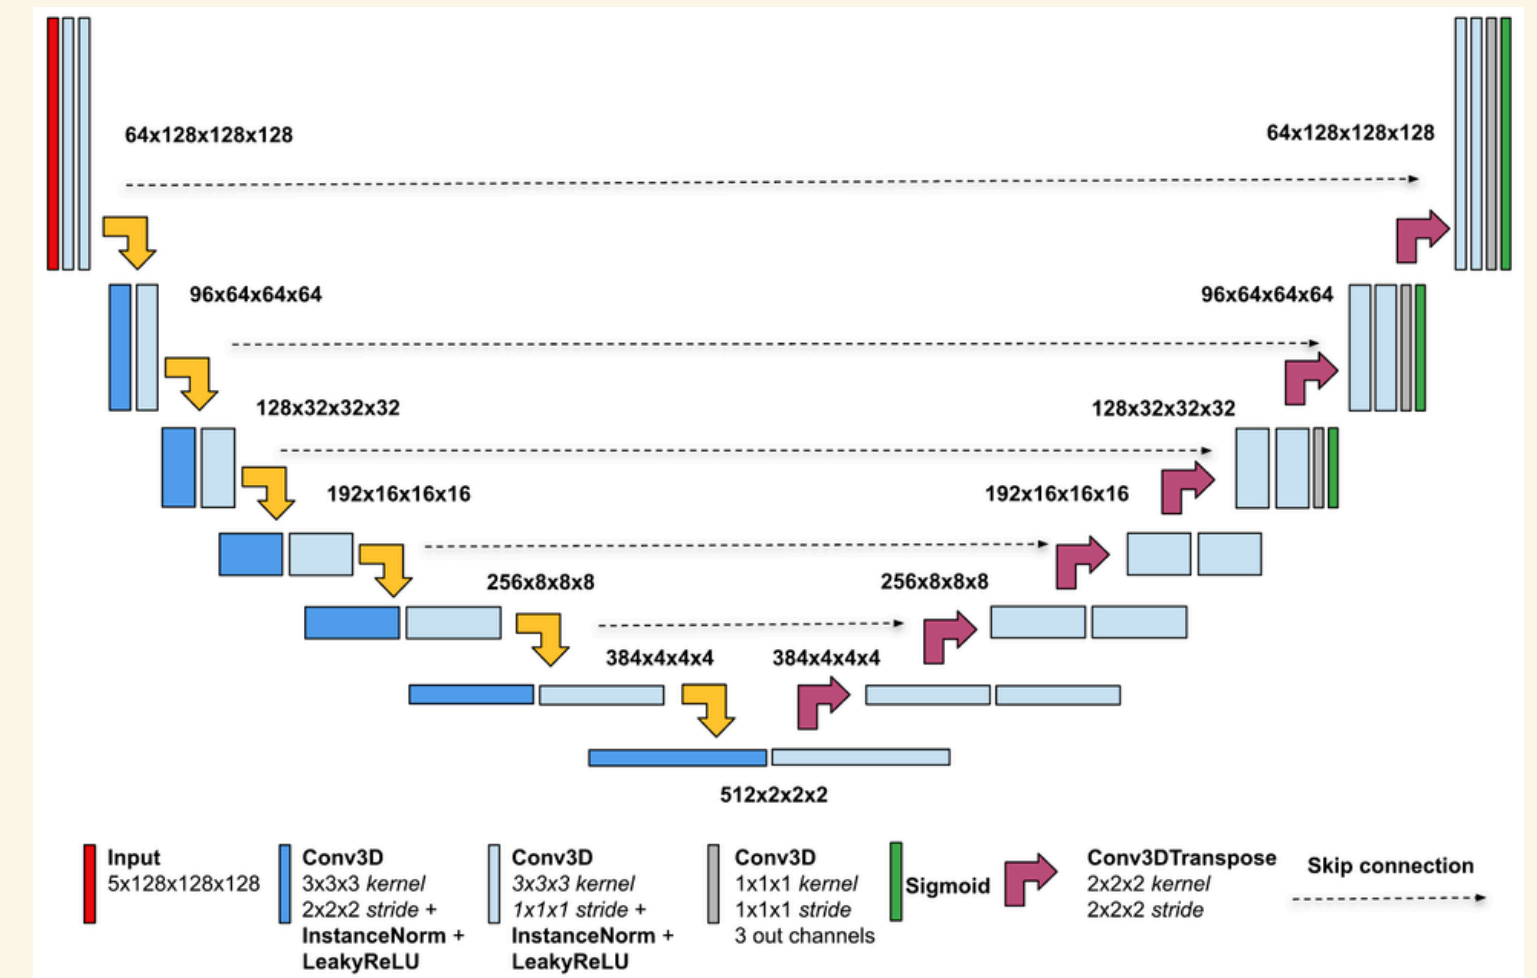 64x128x128x128
64x128x128x128
96x64x64x64
96x64x64x64
128x32x32x32
128x32x32x32
192x16x16x16
192x16x16x16
256x8x8x8
256x8x8x8
384x4x4x4
384x4x4x4
512x2x2x2
Input
5x128x128x128
Conv3D
3x3x3 kernel
2x2x2 stride +
InstanceNorm +
LeakyReLU
Conv3D
3x3x3 kernel
1x1x1 stride +
InstanceNorm +
LeakyReLU
Conv3D
1x1x1 kernel
1x1x1 stride
3 out channels
Sigmoid
Conv3DTranspose
2x2x2 kernel
2x2x2 stride
Skip connection